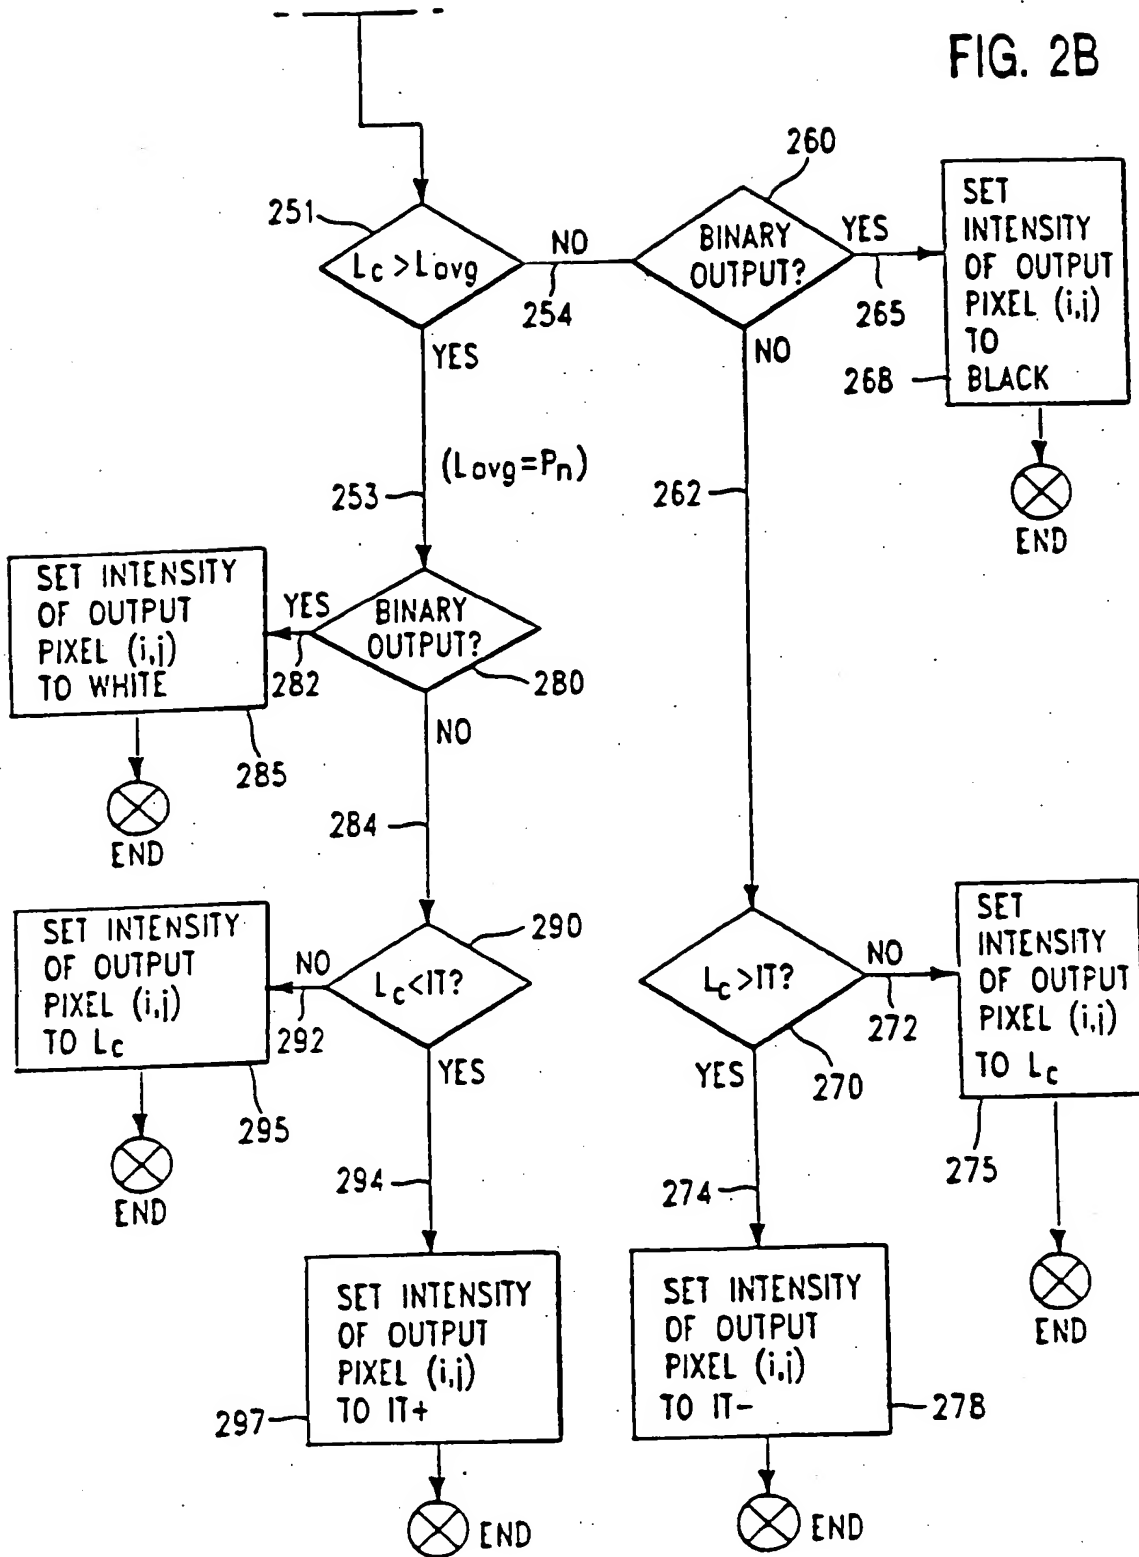 FIG. 2B
251
Lc > Lavg
NO
254
YES
260
BINARY
OUTPUT?
YES
265
NO
SET
INTENSITY
OF OUTPUT
PIXEL (i,j)
TO
BLACK
268
END
(Lavg=Pn)
253
262
SET INTENSITY
OF OUTPUT
PIXEL (i,j)
TO WHITE
YES
282
BINARY
OUTPUT?
280
285
NO
END
284
SET INTENSITY
OF OUTPUT
PIXEL (i,j)
TO Lc
NO
292
Lc<IT?
290
YES
295
END
Lc>IT?
NO
272
270
YES
SET
INTENSITY
OF OUTPUT
PIXEL (i,j)
TO Lc
275
END
294
274
SET INTENSITY
OF OUTPUT
PIXEL (i,j)
TO IT+
297
END
SET INTENSITY
OF OUTPUT
PIXEL (i,j)
TO IT-
278
END